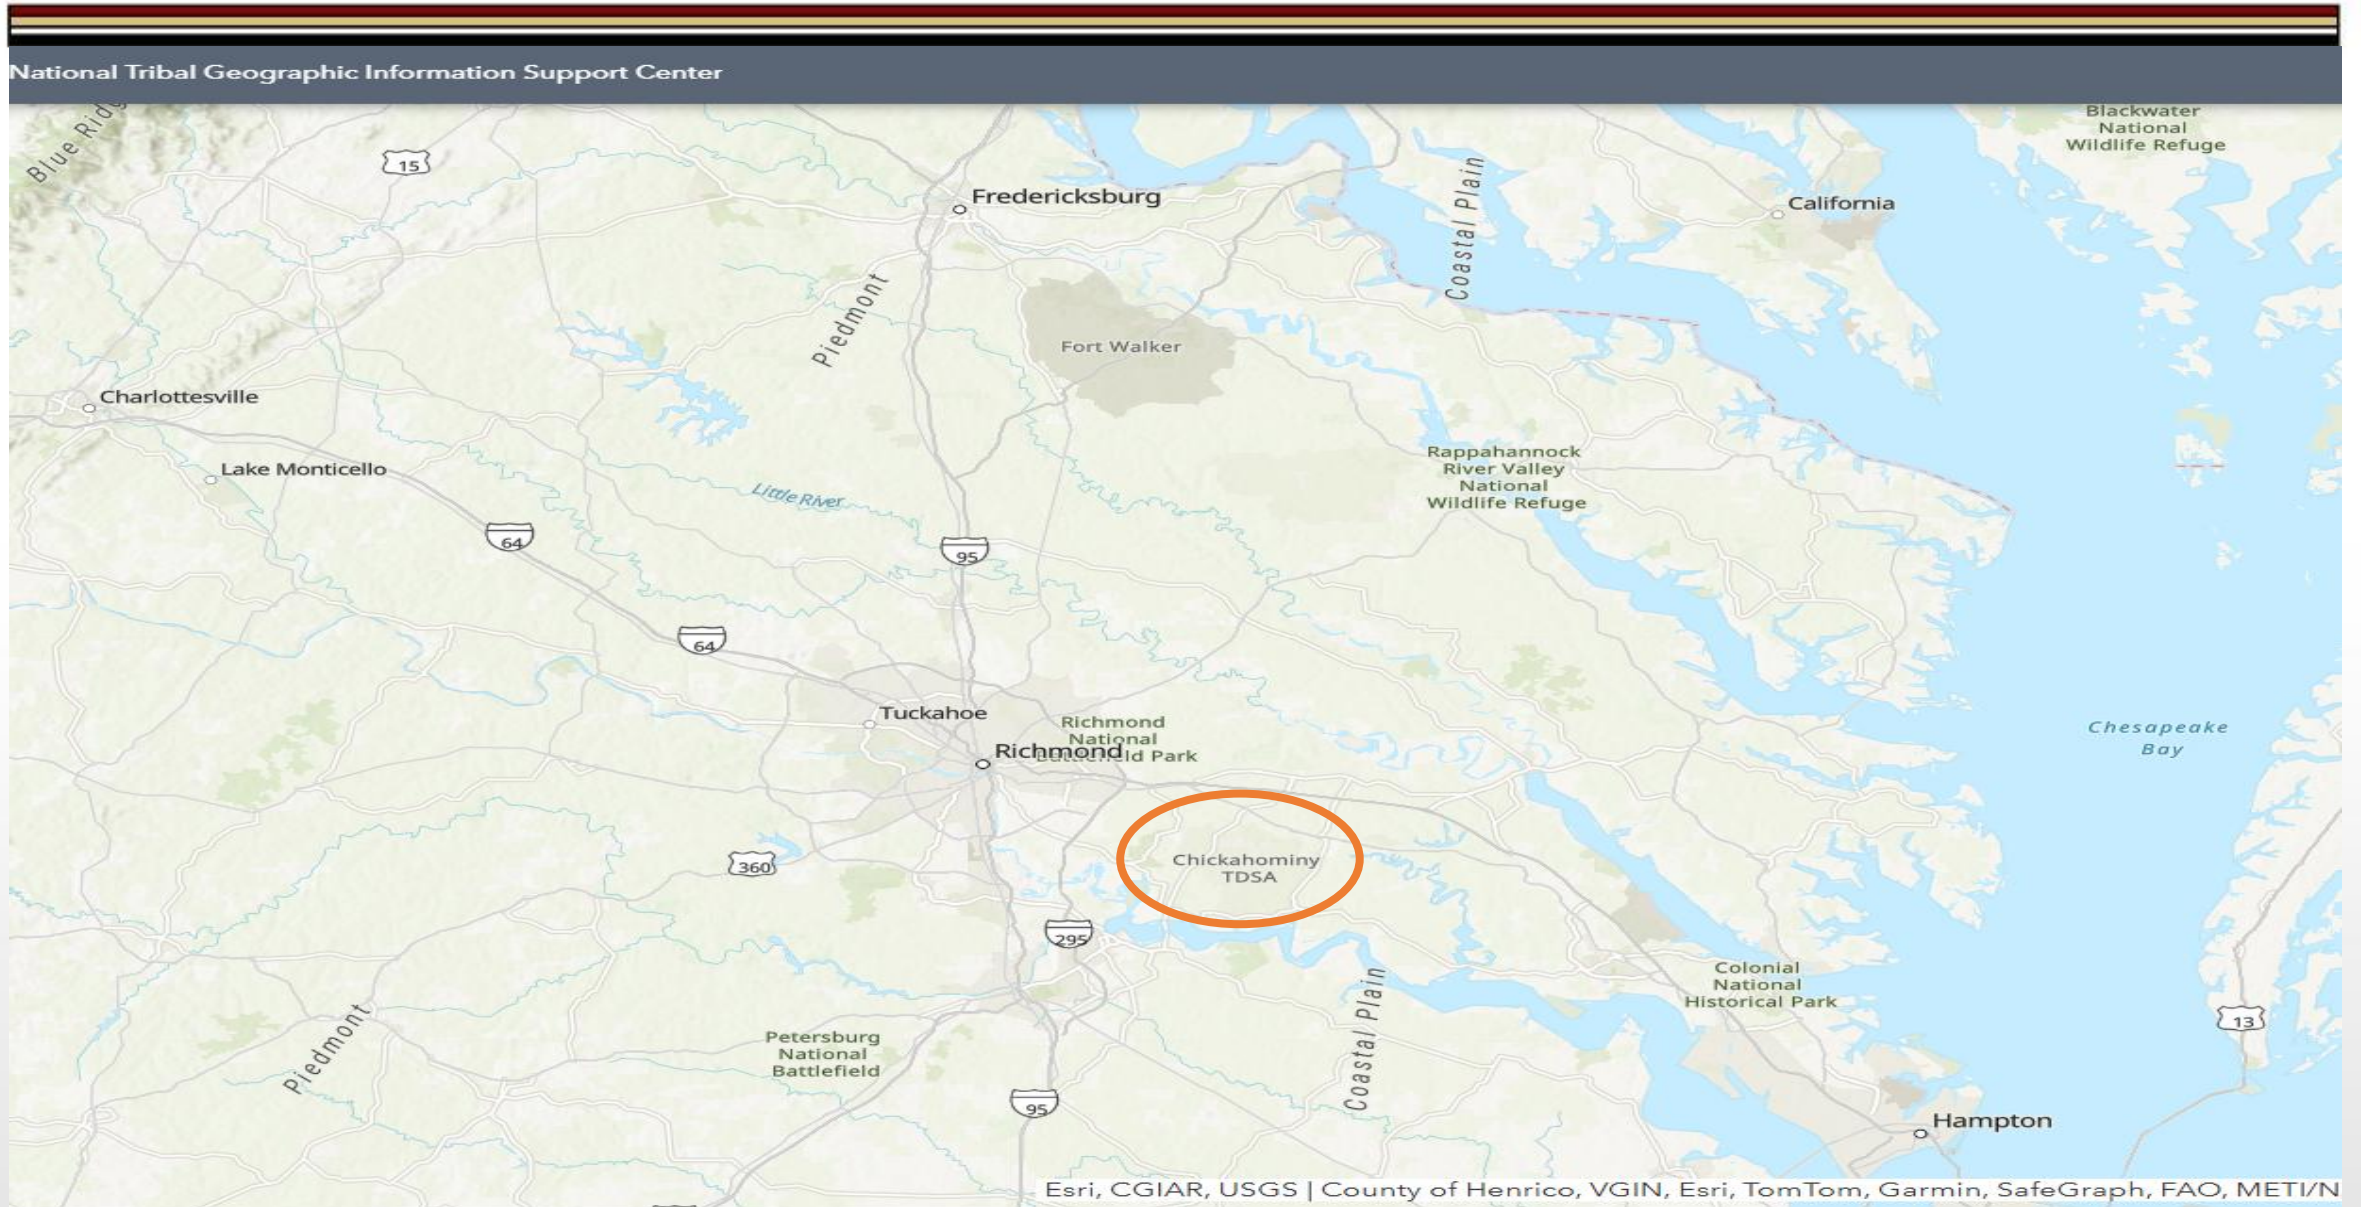 National Tribal Geographic Information Support Center
Blue Ridg
15
Fredericksburg
Coastal Plain
Blackwater
National
Wildlife Refuge
California
Piedmont
Fort Walker
Charlottesville
Lake Monticello
Little River
Rappahannock
River Valley
National
Wildlife Refuge
64
95
64
Tuckahoe
Richmond
National
Battlefield Park
Richmond
Chesapeake
Bay
360
Chickahominy
TDSA
295
Colonial
National
Historical Park
13
Coastal Plain
Piedmont
Petersburg
National
Battlefield
95
Hampton
Esri, CGIAR, USGS | County of Henrico, VGIN, Esri, TomTom, Garmin, SafeGraph, FAO, METI/N